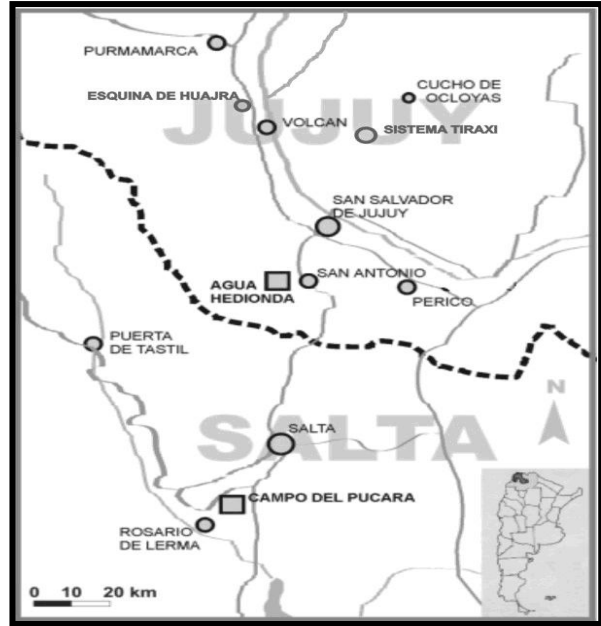 PURMAMARCA
ESQUINA DE HUAJRA
CUCHO DE
OCLOYAS
JUJUY
VOLCAN
SISTEMA TIRAXI
SAN SALVADOR
DE JUJUY
AGUA
HEDIONDA
SAN ANTONIO
PERICO
PUERTA
DE TASTIL
N
SALTA
SALTA
CAMPO DEL PUCARA
ROSARIO
DE LERMA
0 10 20 km